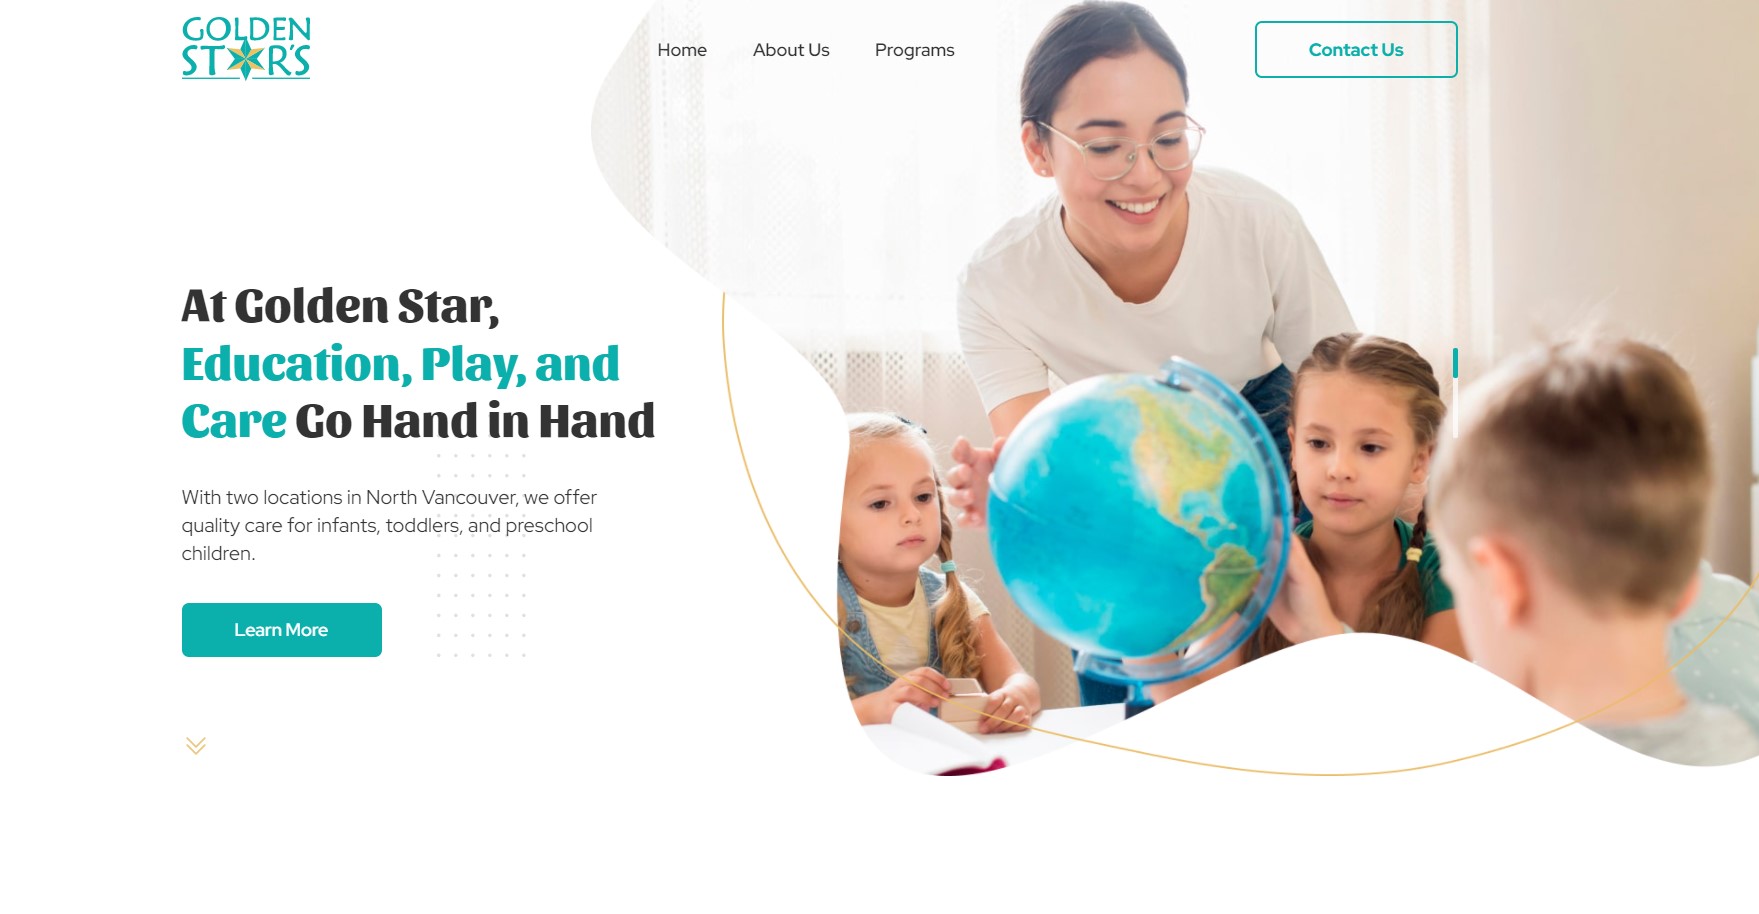 GOLDEN
STAR'S
Home
About Us
Programs
Contact Us
At Golden Star,
Education, Play, and
Care Go Hand in Hand
With two locations in North Vancouver, we offer
quality care for infants, toddlers, and preschool
children.
Learn More